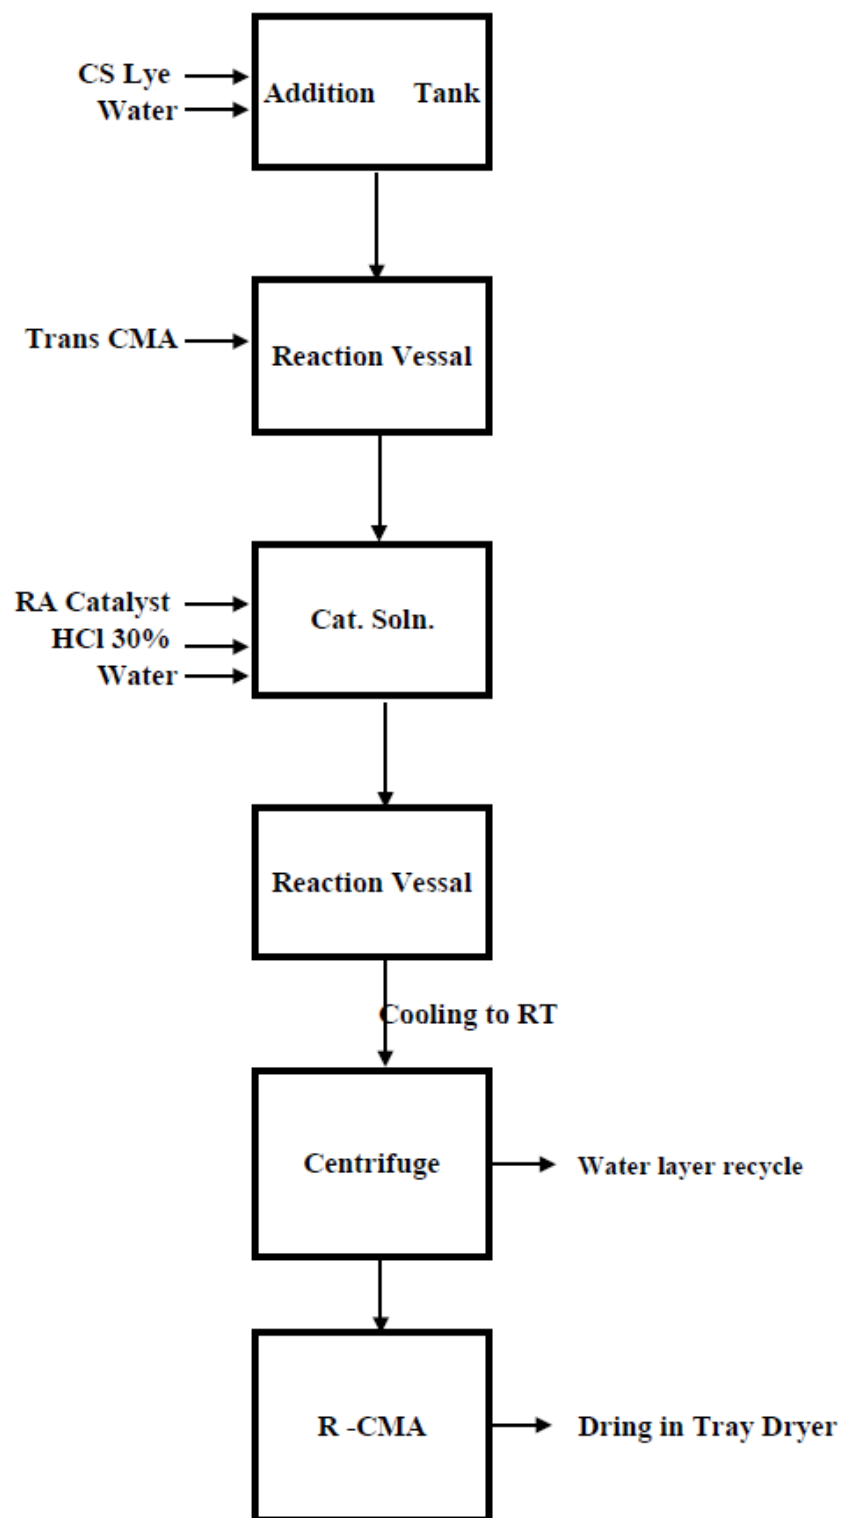 CS Lye
Water
Addition Tank
Trans CMA
Reaction Vessal
RA Catalyst
HCl 30%
Water
Cat. Soln.
Reaction Vessal
Cooling to RT
Centrifuge
Water layer recycle
R -CMA
Dring in Tray Dryer